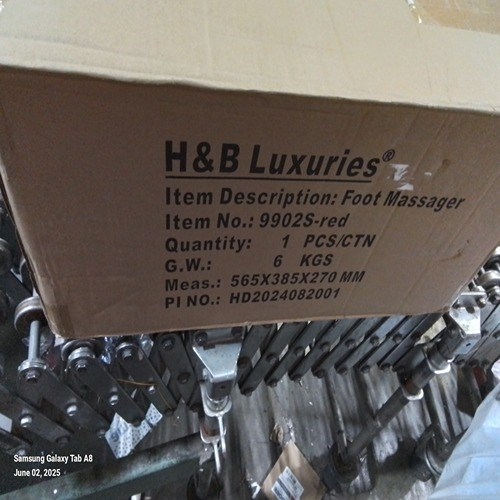 H&B Luxuries®
Item Description: Foot Massager
Item No.: 9902S-red
Quantity: 1 PCS/CTN
G.W.: 6 KGS
Meas.: 565X385X270 MM
PI NO.: HD2024082001
Samsung Galaxy Tab A8
June 02, 2025